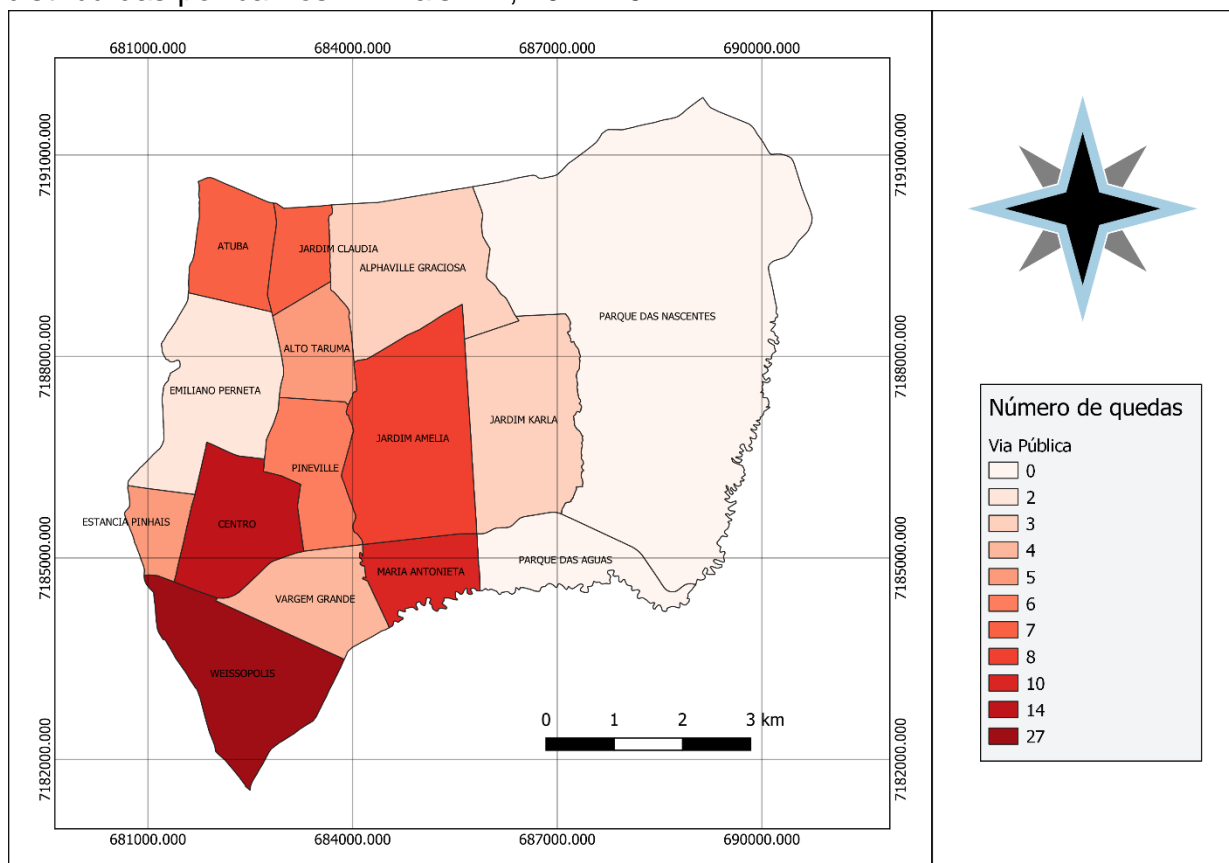 681000.000 684000.000 687000.000 690000.000
7191000.000 7191000.000
ATUBA
JARDIM CLAUDIA
ALPHAVILLE GRACIOSA
PARQUE DAS NASCENTES
ALTO TARUMA
7188000.000 7188000.000
EMILIANO PERNETA
JARDIM KARLA
JARDIM AMELIA
PINEVILLE
ESTANCIA PINHAIS
CENTRO
PARQUE DAS AGUAS
7185000.000 7185000.000
MARIA ANTONIETA
VARGEM GRANDE
WEISSOPOLIS
0 1 2 3 km
7182000.000 7182000.000
681000.000 684000.000 687000.000 690000.000
Número de quedas
Via Pública
0
2
3
4
5
6
7
8
10
14
27